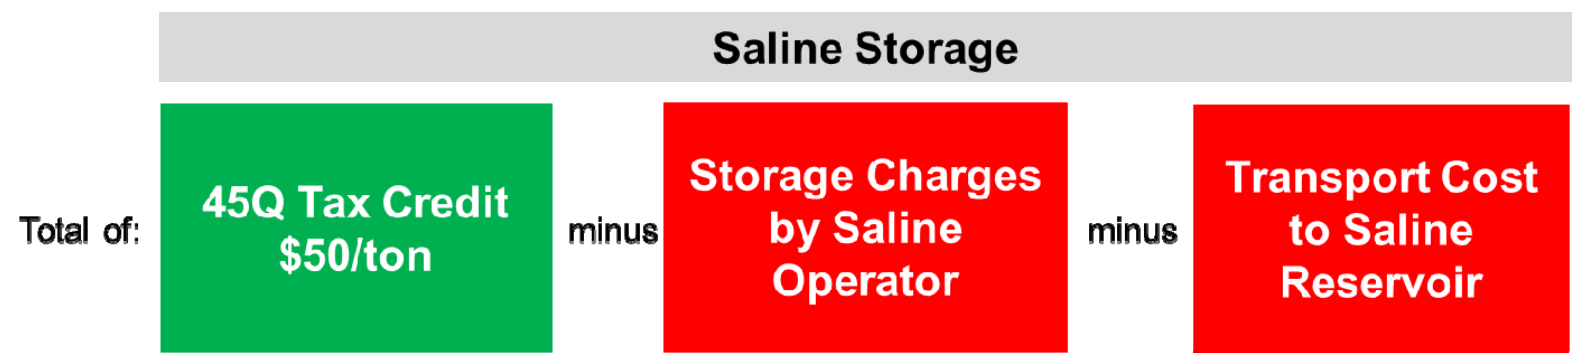 Saline Storage
Total of:
45Q Tax Credit
$50/ton
minus
Storage Charges
by Saline
Operator
minus
Transport Cost
to Saline
Reservoir